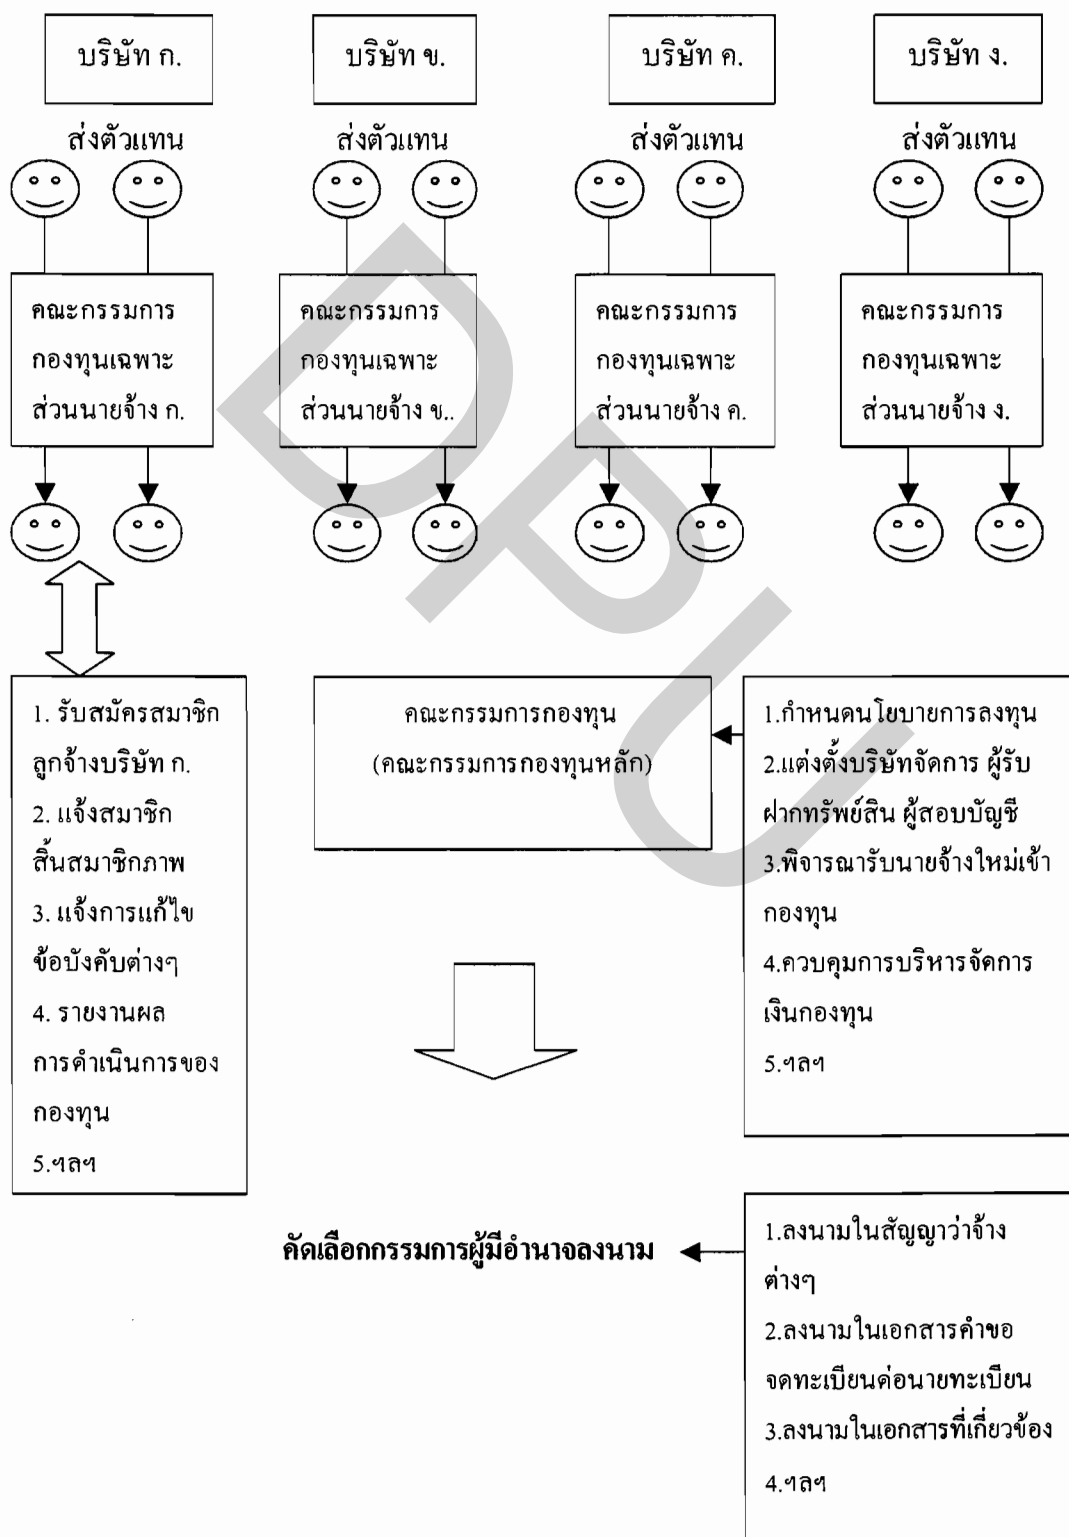 บริษัท ก.
บริษัท ข.
บริษัท ค.
บริษัท ง.
ส่งตัวแทน
ส่งตัวแทน
ส่งตัวแทน
ส่งตัวแทน
คณะกรรมการ
กองทุนเฉพาะ
ส่วนนายจ้าง ก.
คณะกรรมการ
กองทุนเฉพาะ
ส่วนนายจ้าง ข..
คณะกรรมการ
กองทุนเฉพาะ
ส่วนนายจ้าง ค.
คณะกรรมการ
กองทุนเฉพาะ
ส่วนนายจ้าง ง.
1. รับสมัครสมาชิก
ลูกจ้างบริษัท ก.
2. แจ้งสมาชิก
สิ้นสมาชิกภาพ
3. แจ้งการแก้ไข
ข้อบังคับต่างๆ
4. รายงานผล
การดำเนินการของ
กองทุน
5.ฯลฯ
คณะกรรมการกองทุน
(คณะกรรมการกองทุนหลัก)
1.กำหนดนโยบายการลงทุน
2.แต่งตั้งบริษัทจัดการ ผู้รับ
ฝากทรัพย์สิน ผู้สอบบัญชี
3.พิจารณารับนายจ้างใหม่เข้า
กองทุน
4.ควบคุมการบริหารจัดการ
เงินกองทุน
5.ฯลฯ
คัดเลือกกรรมการผู้มีอำนาจลงนาม
1.ลงนามในสัญญาว่าจ้าง
ต่างๆ
2.ลงนามในเอกสารคำขอ
จดทะเบียนต่อนายทะเบียน
3.ลงนามในเอกสารที่เกี่ยวข้อง
4.ฯลฯ
DPU